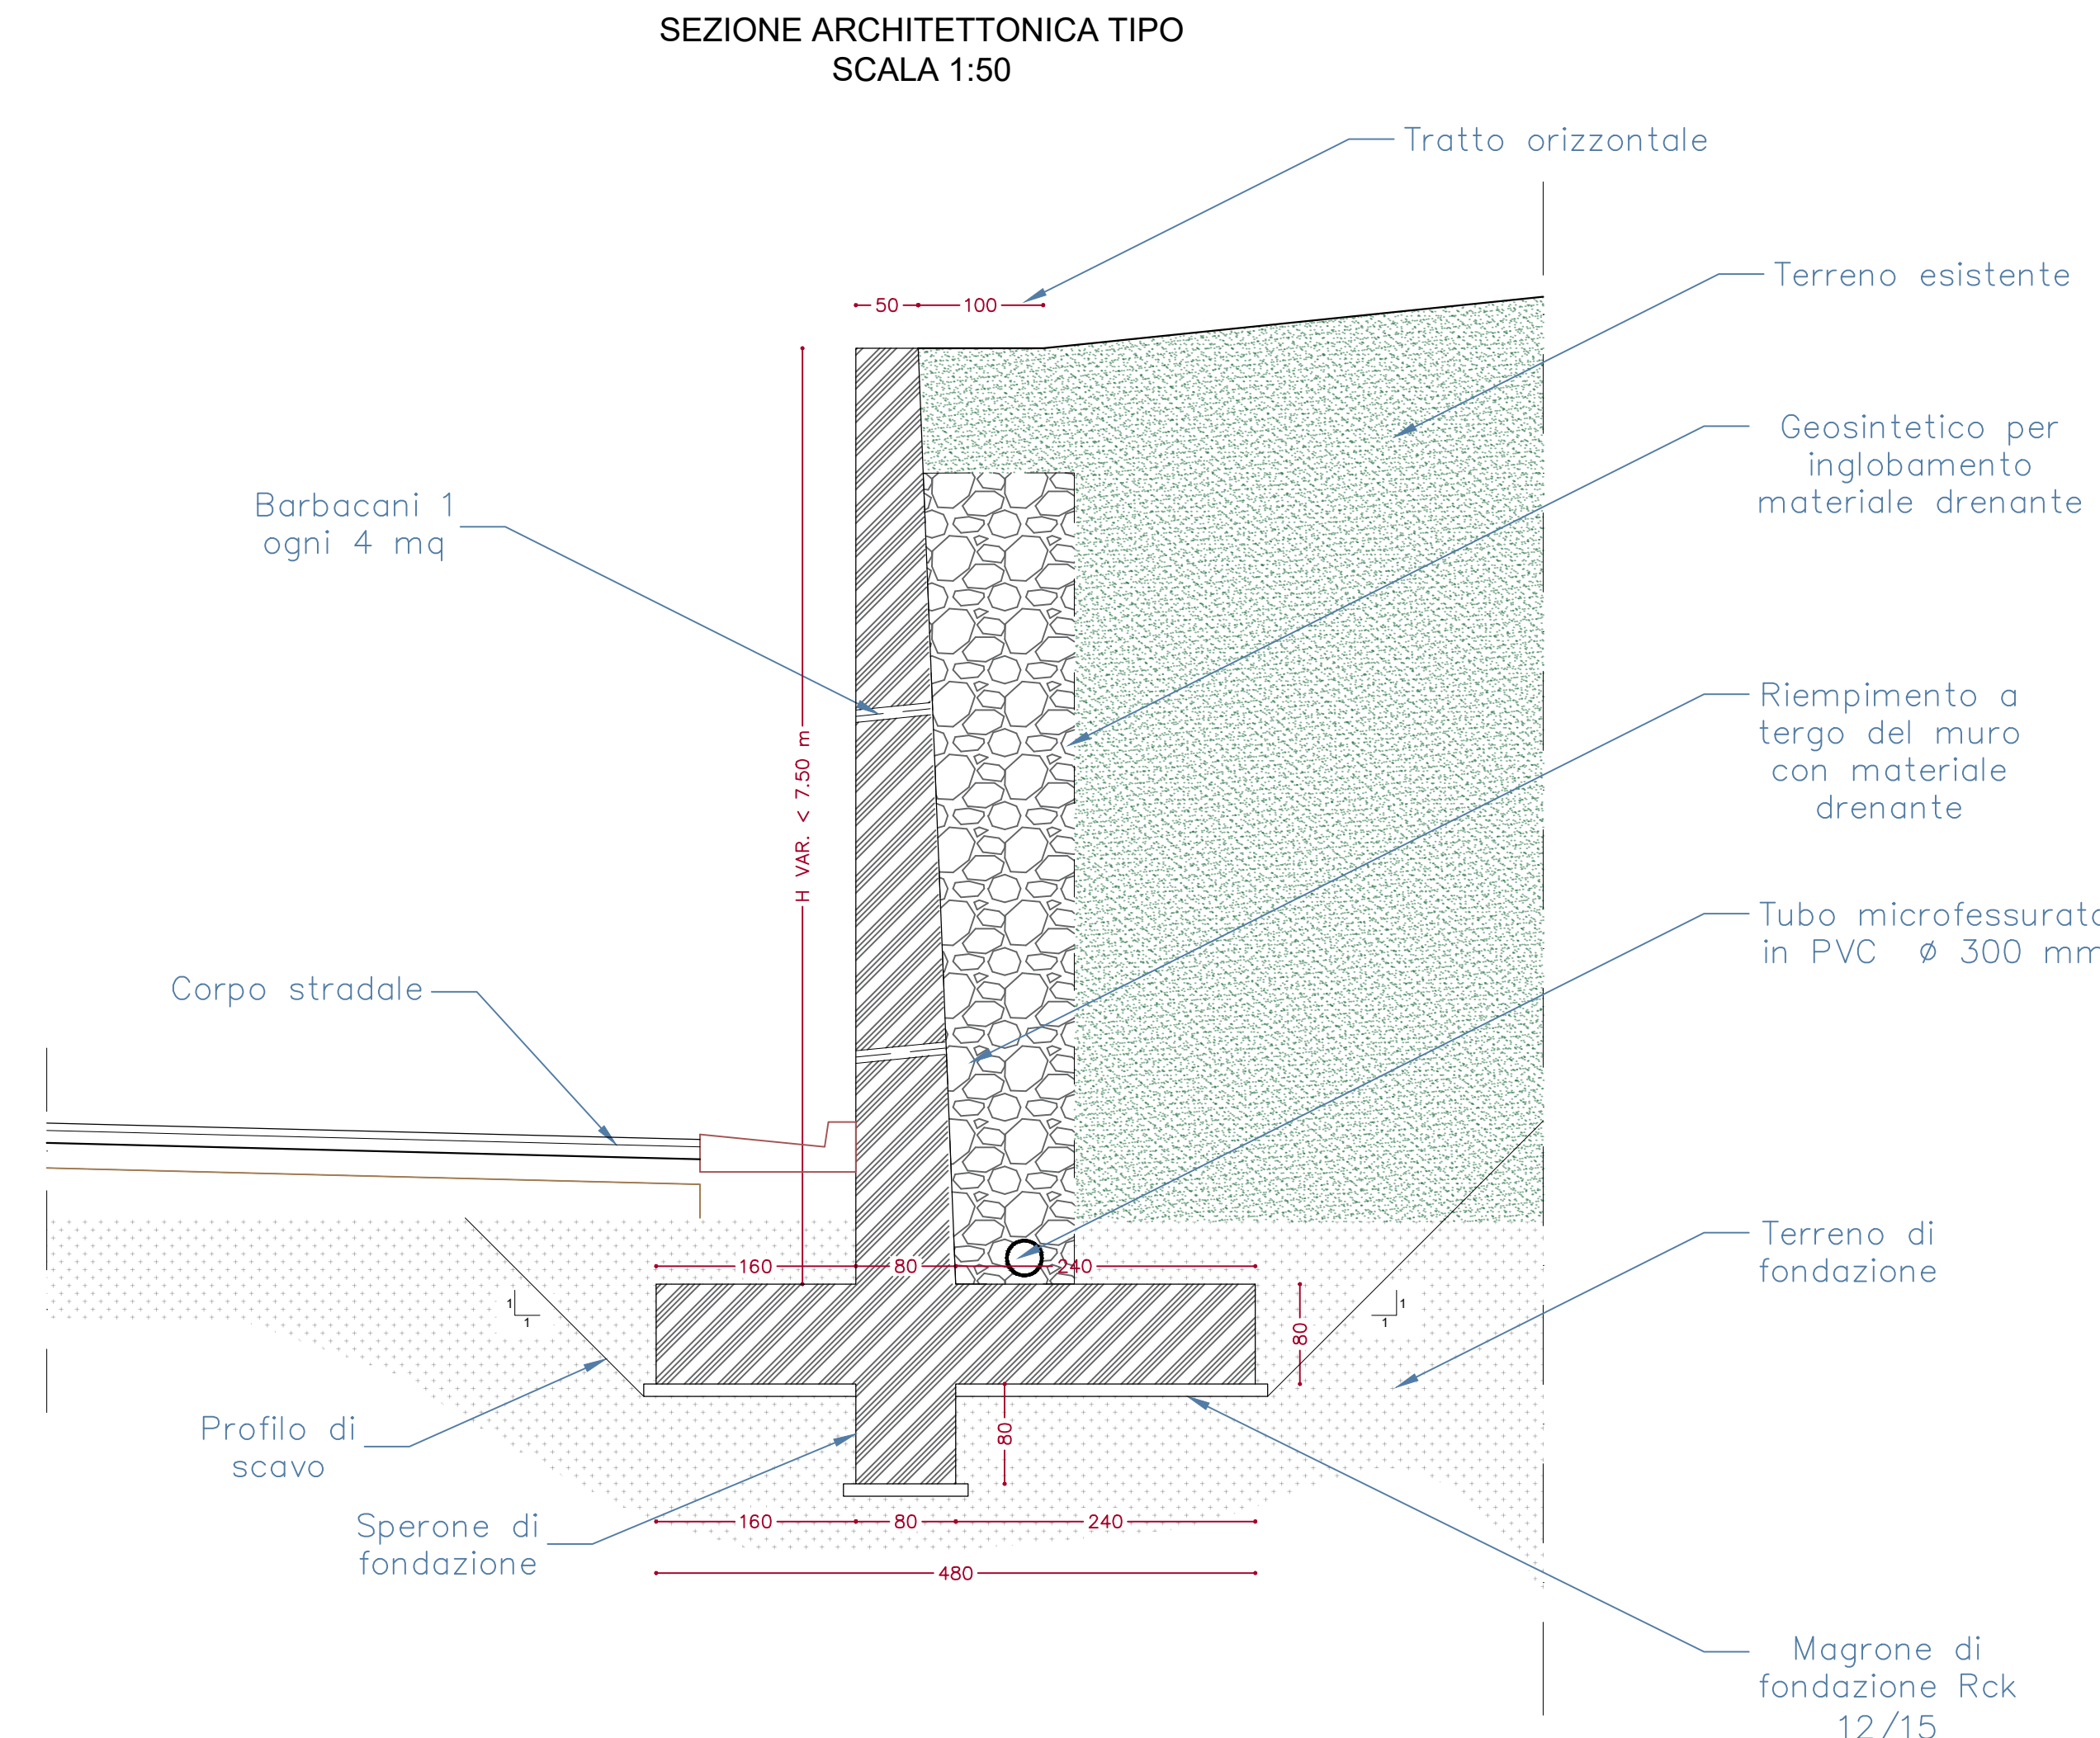 SEZIONE ARCHITETTONICA TIPO
SCALA 1:50
Tratto orizzontale
Terreno esistente
50
100
Geosintetico per
inglobamento
materiale drenante
Barbacani 1
ogni 4 mq
Riempimento a
tergo del muro
con materiale
drenante
H VAR. < 7.50 m
Tubo microfessurato
in PVC Ø 300 mm
Corpo stradale
Terreno di
fondazione
160
80
240
1
1
1
1
80
Profilo di
scavo
80
Sperone di
fondazione
160
80
240
480
Magrone di
fondazione Rck
12/15